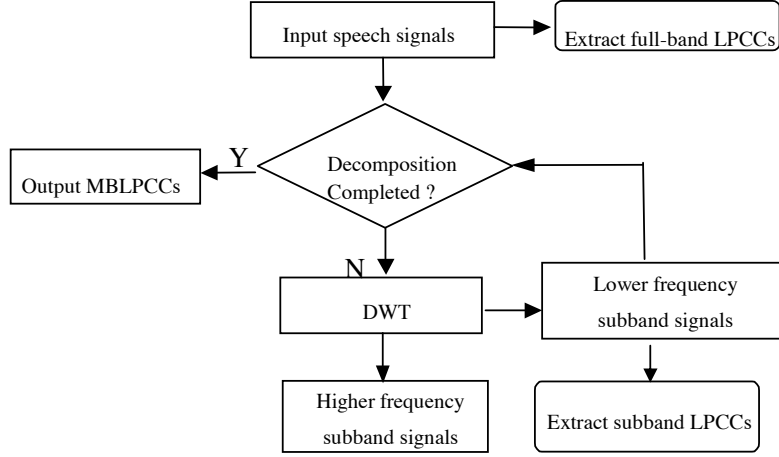 Input speech signals
Extract full-band LPCCs
Y
Decomposition
Completed ?
Output MBLPCCs
N
DWT
Lower frequency
subband signals
Higher frequency
subband signals
Extract subband LPCCs